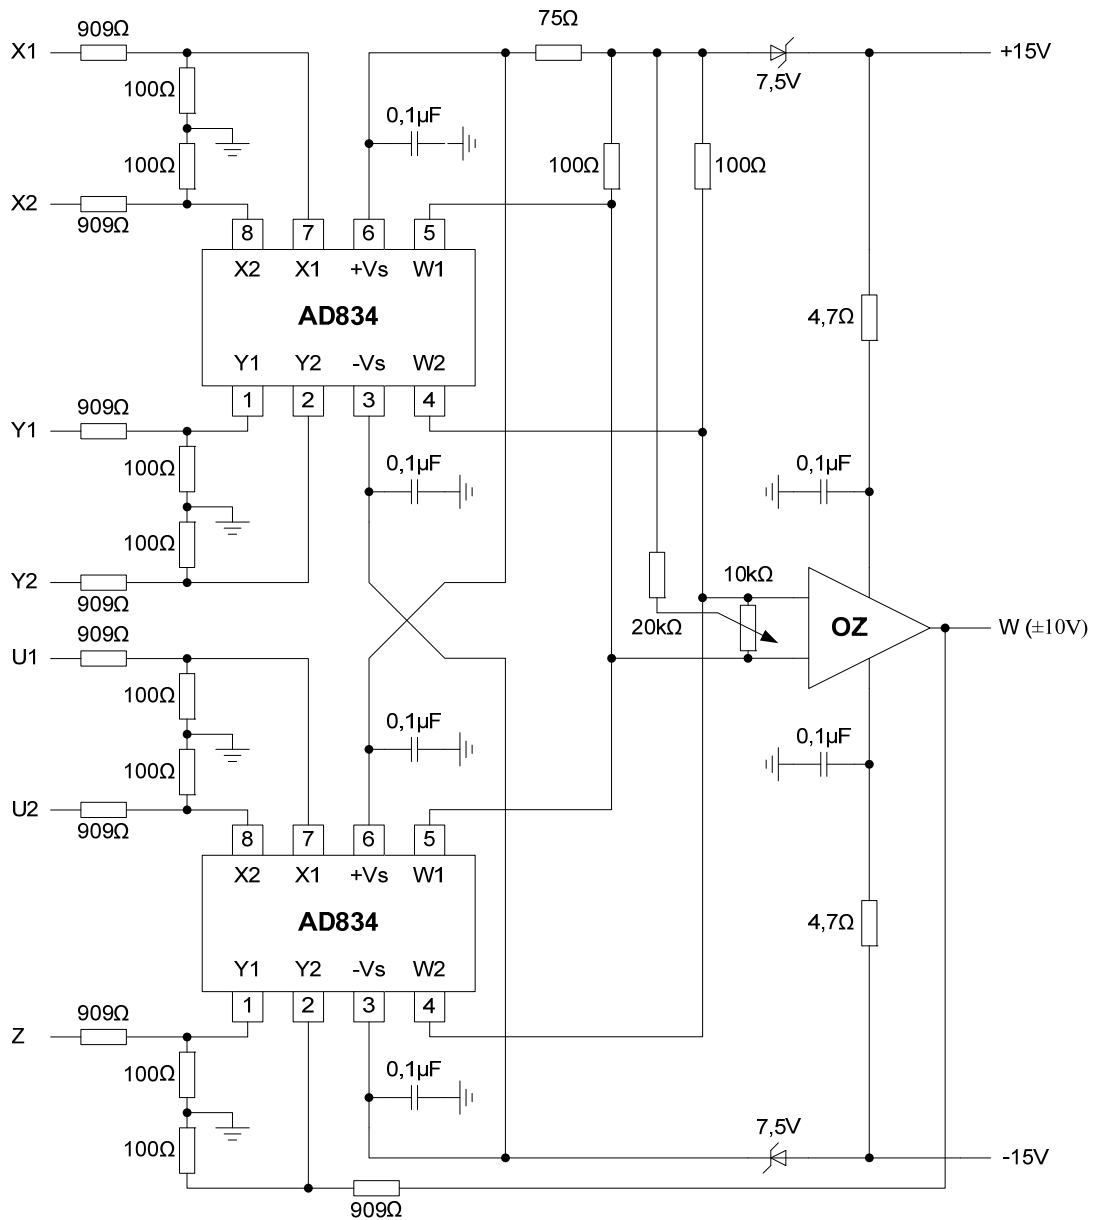 909Ω
75Ω
X1
+15V
7,5V
100Ω
0,1µF
100Ω
100Ω
100Ω
X2
909Ω
8
7
6
5
X2
X1
+Vs
W1
AD834
4,7Ω
Y1
Y2
-Vs
W2
1
2
3
4
909Ω
Y1
100Ω
0,1µF
0,1µF
100Ω
Y2
10kΩ
909Ω
20kΩ
OZ
W (±10V)
909Ω
U1
100Ω
0,1µF
0,1µF
100Ω
U2
909Ω
8
7
6
5
X2
X1
+Vs
W1
AD834
4,7Ω
Y1
Y2
-Vs
W2
1
2
3
4
909Ω
Z
100Ω
0,1µF
7,5V
100Ω
-15V
909Ω